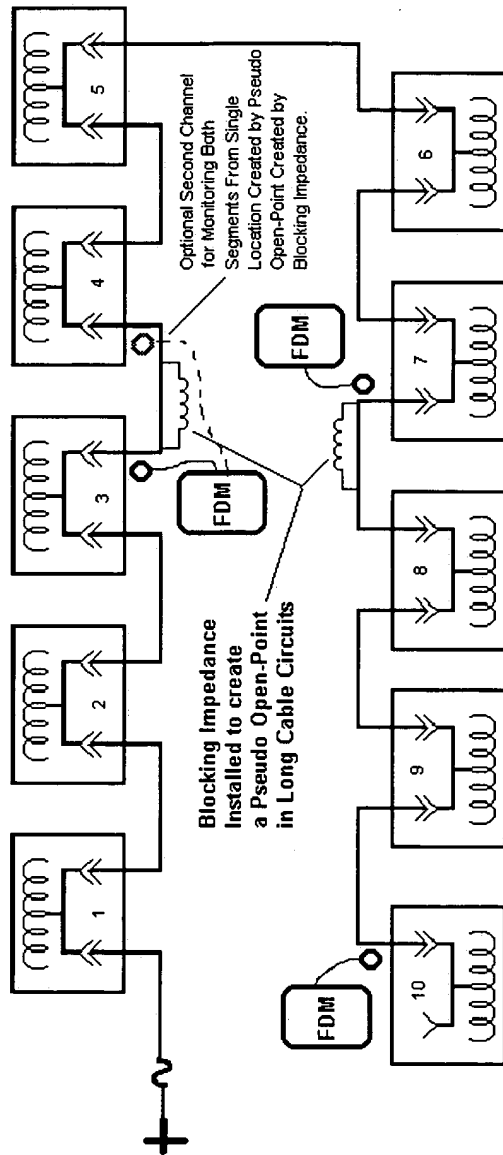 1
2
3
4
5
Optional Second Channel
for Monitoring Both
Segments From Single
Location Created by Pseudo
Open-Point Created by
Blocking Impedance.
FDM
Blocking Impedance
Installed to create
a Pseudo Open-Point
in Long Cable Circuits
FDM
FDM
10
9
8
7
6